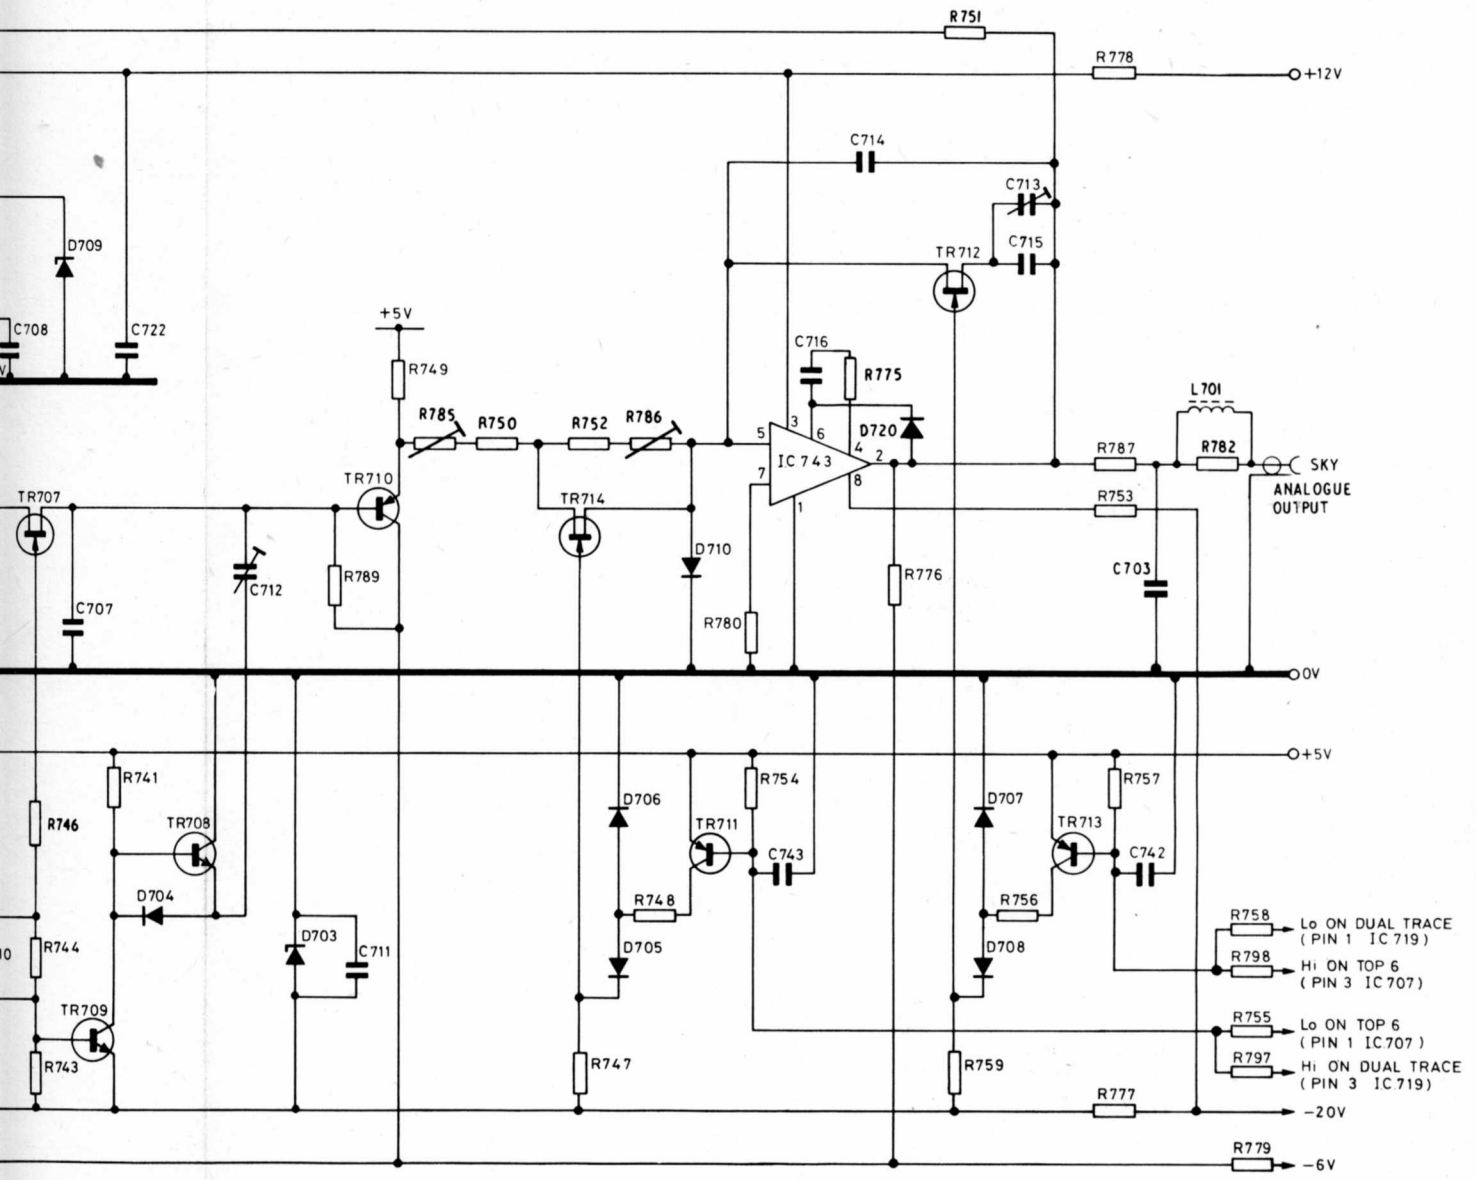 R751
R778
+12V
C714
C713
D709
TR712
C715
+5V
C708
C722
C716
V
R749
R775
L701
R785
R750
R752
R786
D720
3
6
5
4
R787
R782
IC743
2
SKY
TR710
7
8
ANALOGUE
OUTPUT
TR707
TR714
R753
1
D710
C703
R789
R776
C712
C707
R780
0V
+5V
R741
R754
R757
D706
D707
R746
TR708
TR711
TR713
C743
C742
D704
R748
R756
R758
Lo ON DUAL TRACE
(PIN 1 IC719)
D703
R744
C711
D705
D708
R798
Hi ON TOP 6
(PIN 3 IC707)
10
TR709
R755
Lo ON TOP 6
(PIN 1 IC707)
R743
R747
R759
R797
Hi ON DUAL TRACE
(PIN 3 IC719)
R777
-20V
R779
-6V